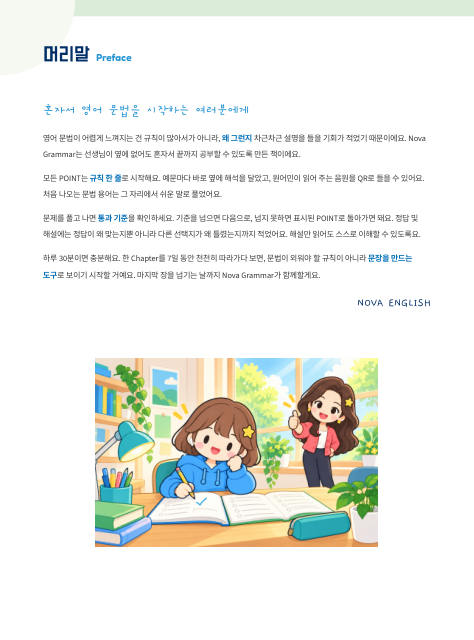 머리말 Preface
혼자서 영어 문법을 시작하는 여러분에게
영어 문법이 어렵게 느껴지는 건 규칙이 많아서가 아니라, 왜 그런지 차근차근 설명을 들을 기회가 적었기 때문이에요. Nova
Grammar는 선생님이 옆에 없어도 혼자서 끝까지 공부할 수 있도록 만든 책이에요.
모든 POINT는 규칙 한 줄로 시작해요. 예문마다 바로 옆에 해석을 달았고, 원어민이 읽어 주는 음원을 QR로 들을 수 있어요.
처음 나오는 문법 용어는 그 자리에서 쉬운 말로 풀었어요.
문제를 풀고 나면 통과 기준을 확인하세요. 기준을 넘으면 다음으로, 넘지 못하면 표시된 POINT로 돌아가면 돼요. 정답 및
해설에는 정답이 왜 맞는지뿐 아니라 다른 선택지가 왜 틀렸는지까지 적었어요. 해설만 읽어도 스스로 이해할 수 있도록요.
하루 30분이면 충분해요. 한 Chapter를 7일 동안 천천히 따라가다 보면, 문법이 외워야 할 규칙이 아니라 문장을 만드는
도구로 보이기 시작할 거예요. 마지막 장을 넘기는 날까지 Nova Grammar가 함께할게요.
NOVA ENGLISH